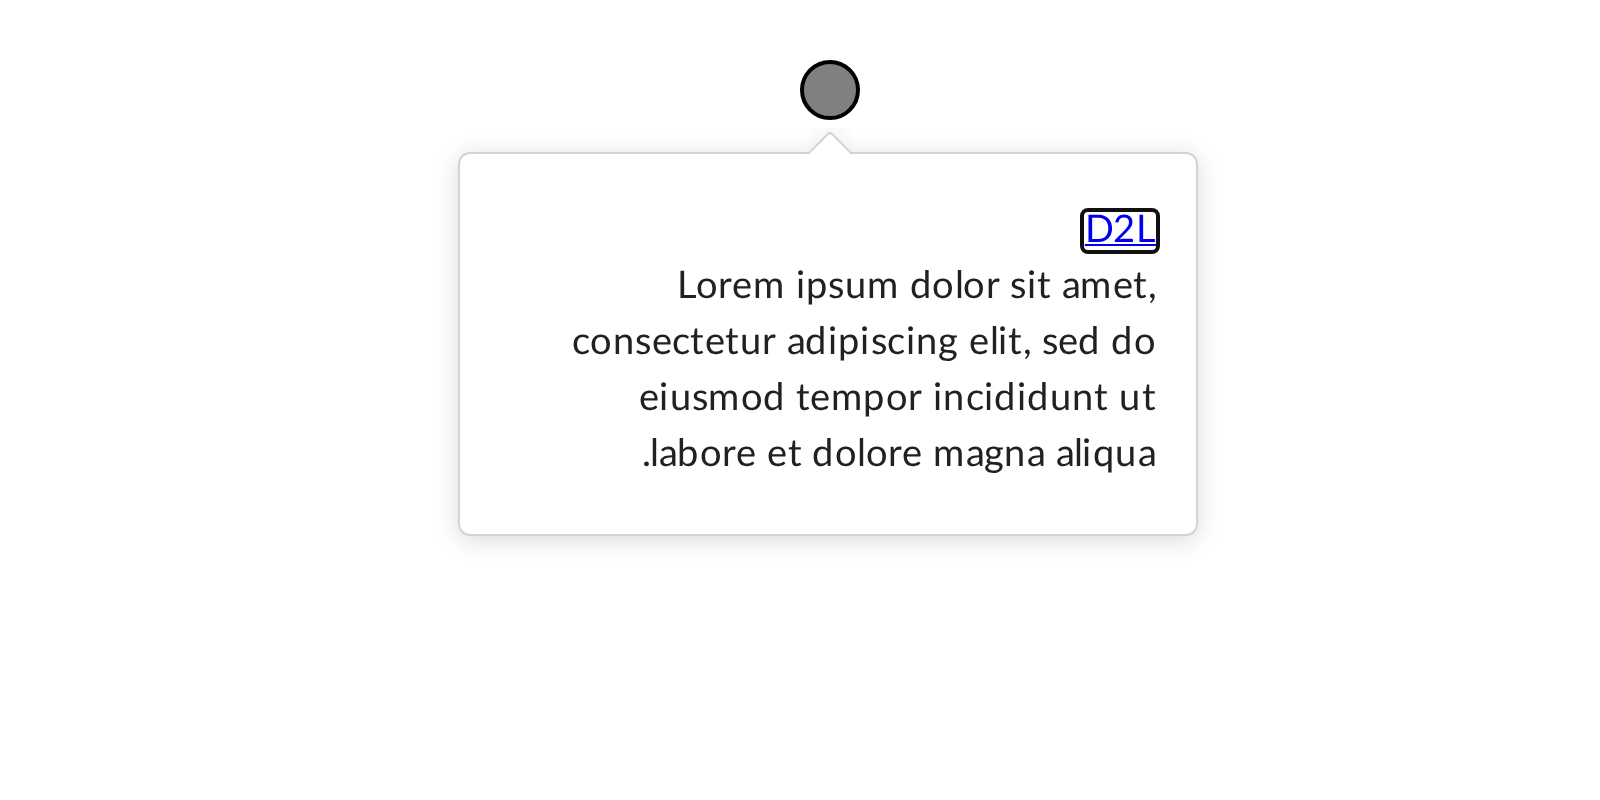 D2L
Lorem ipsum dolor sit amet,
consectetur adipiscing elit, sed do
eiusmod tempor incididunt ut
.labore et dolore magna aliqua